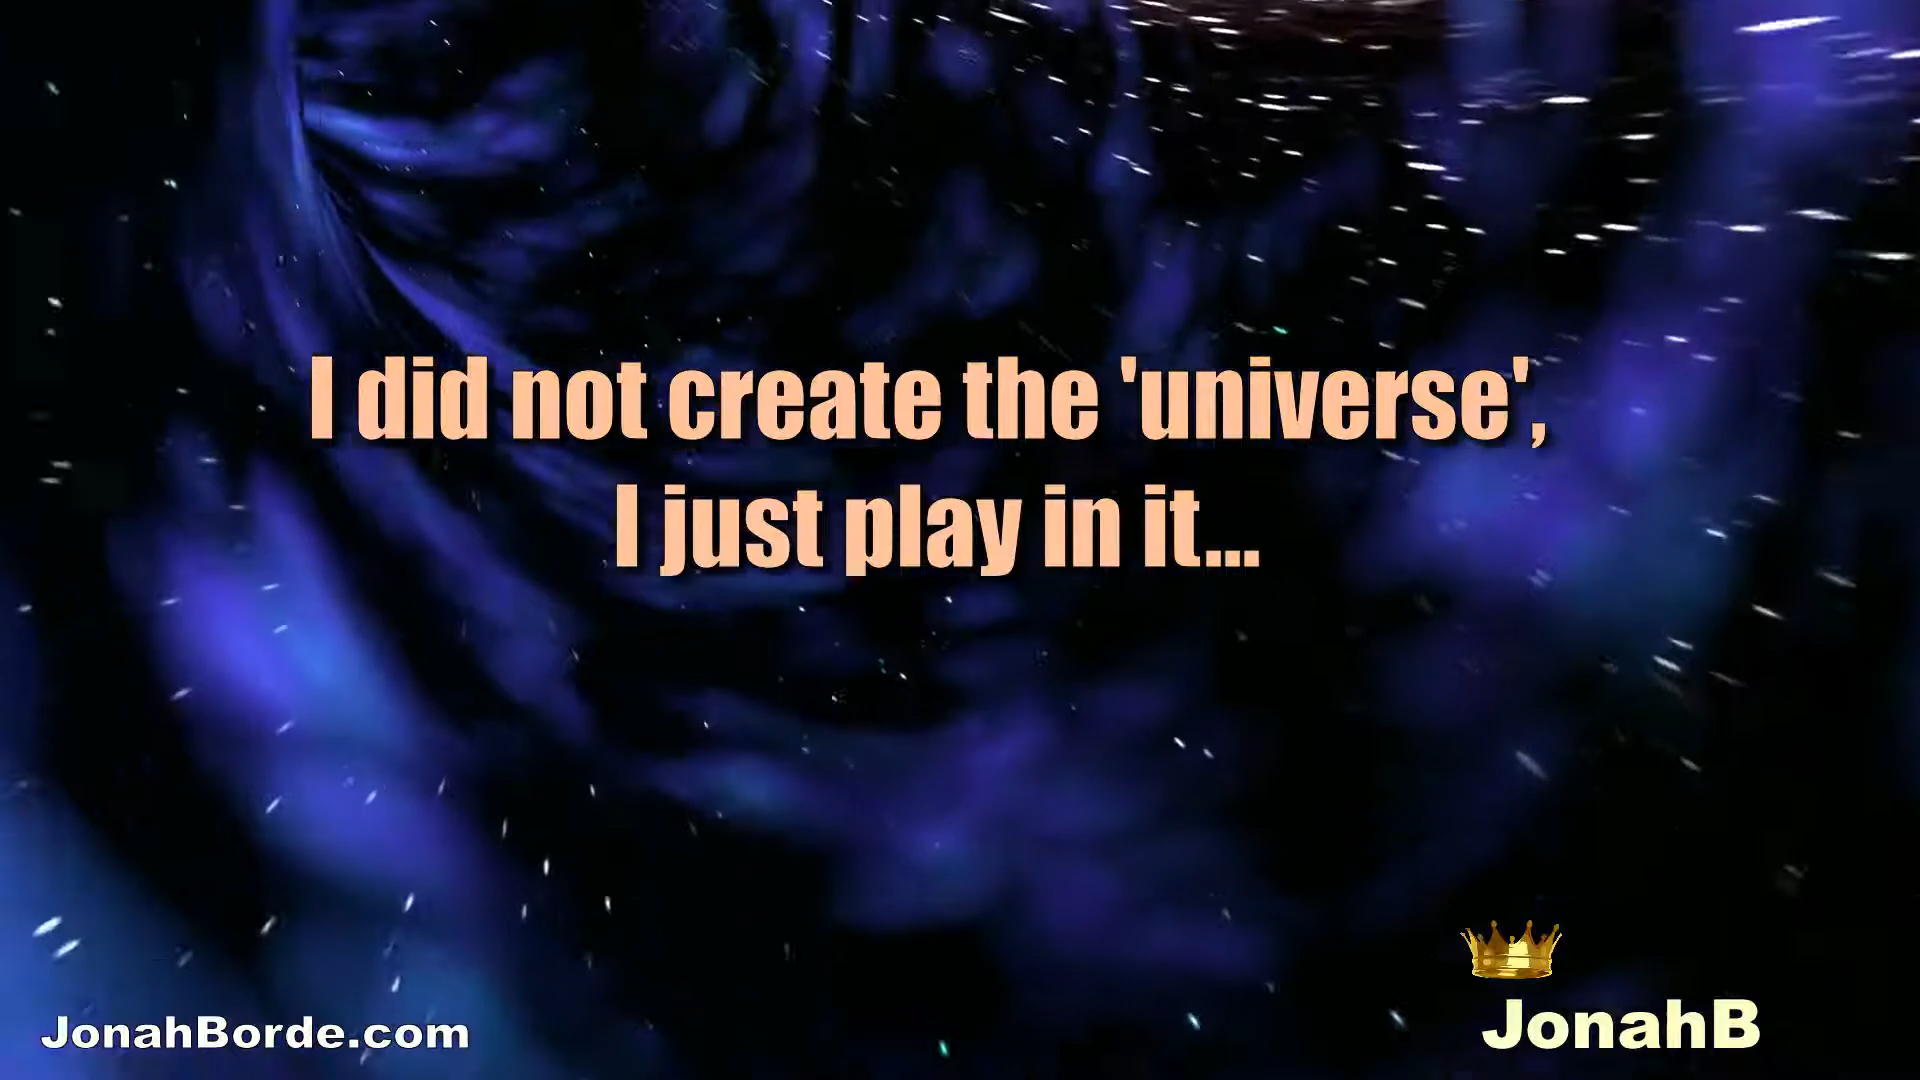 I did not create the 'universe',
I just play in it...
JonahBorde.com
JonahB